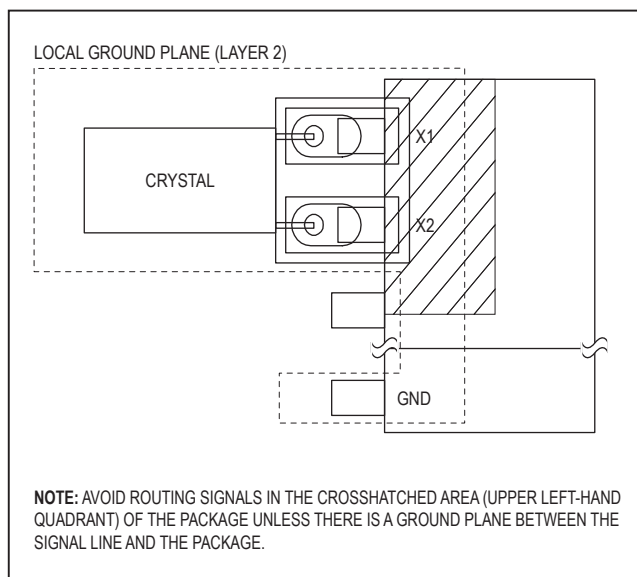 LOCAL GROUND PLANE (LAYER 2)
X1
CRYSTAL
X2
GND
NOTE: AVOID ROUTING SIGNALS IN THE CROSSHATCHED AREA (UPPER LEFT-HAND
QUADRANT) OF THE PACKAGE UNLESS THERE IS A GROUND PLANE BETWEEN THE
SIGNAL LINE AND THE PACKAGE.